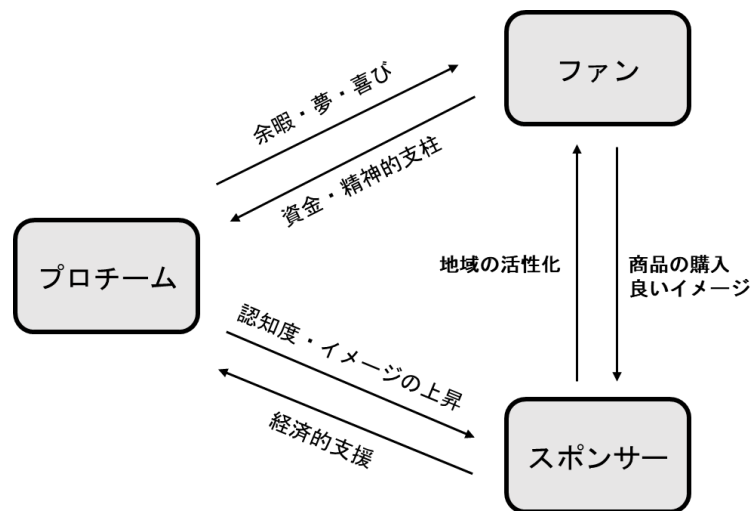 ファン
余暇・夢・喜び
資金・精神的支柱
プロチーム
地域の活性化
商品の購入
良いイメージ
認知度・イメージの上昇
経済的支援
スポンサー